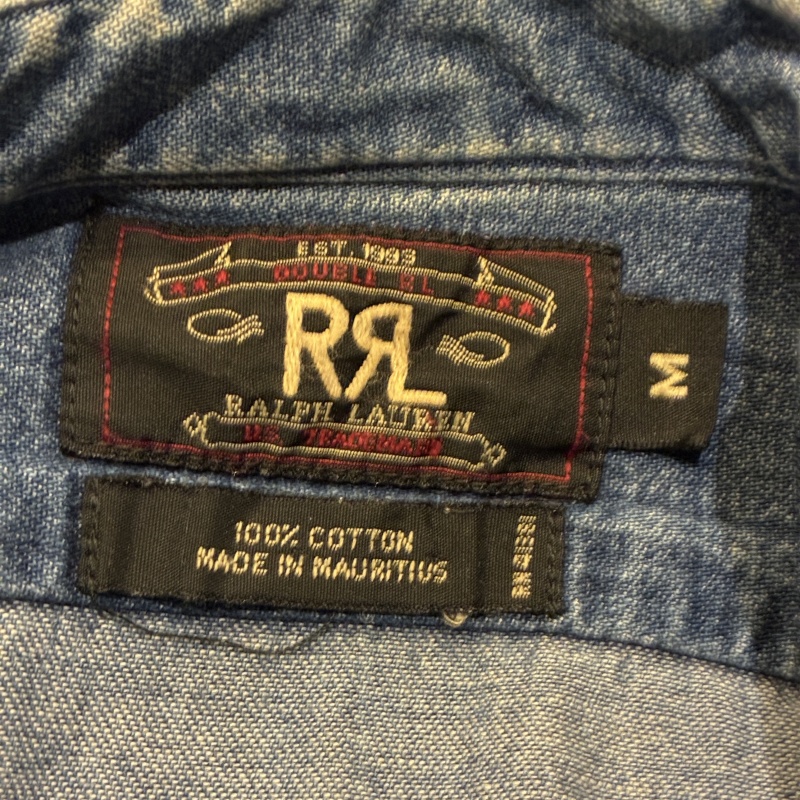 EST. 1993
★★★ DOUBLE RL ★★★
RRL
RALPH LAUREN
U.S. TRADEMARK
M
100% COTTON
MADE IN MAURITIUS